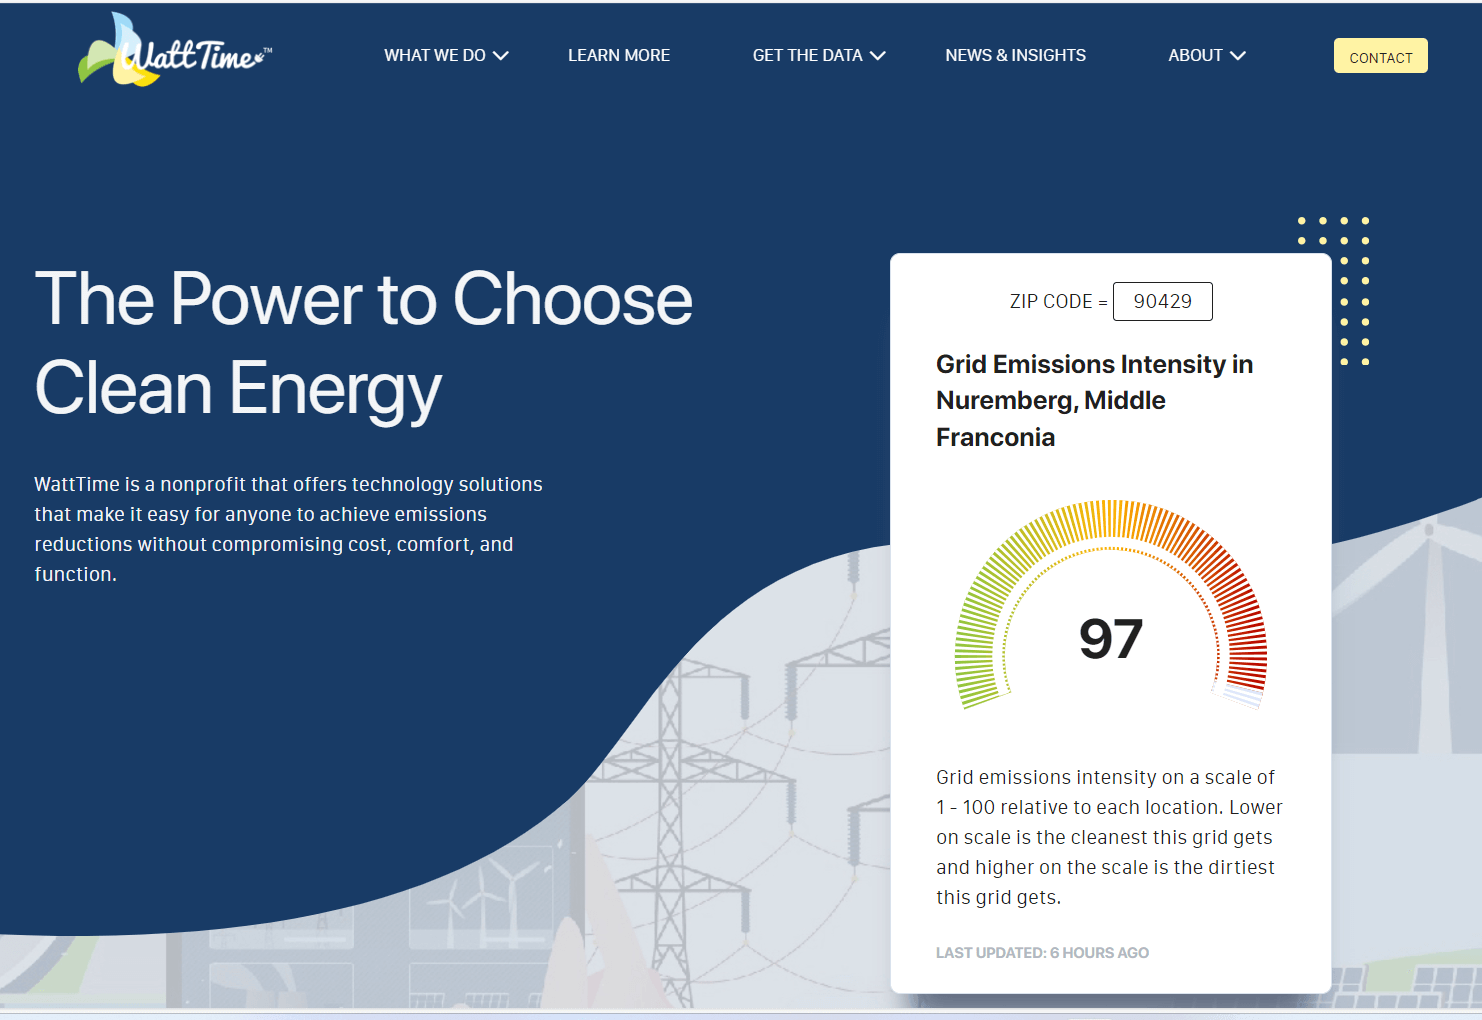 WattTime™
WHAT WE DO
LEARN MORE
GET THE DATA
NEWS & INSIGHTS
ABOUT
CONTACT
The Power to Choose
Clean Energy
WattTime is a nonprofit that offers technology solutions
that make it easy for anyone to achieve emissions
reductions without compromising cost, comfort, and
function.
ZIP CODE = 90429
Grid Emissions Intensity in
Nuremberg, Middle
Franconia
97
Grid emissions intensity on a scale of
1 - 100 relative to each location. Lower
on scale is the cleanest this grid gets
and higher on the scale is the dirtiest
this grid gets.
LAST UPDATED: 6 HOURS AGO